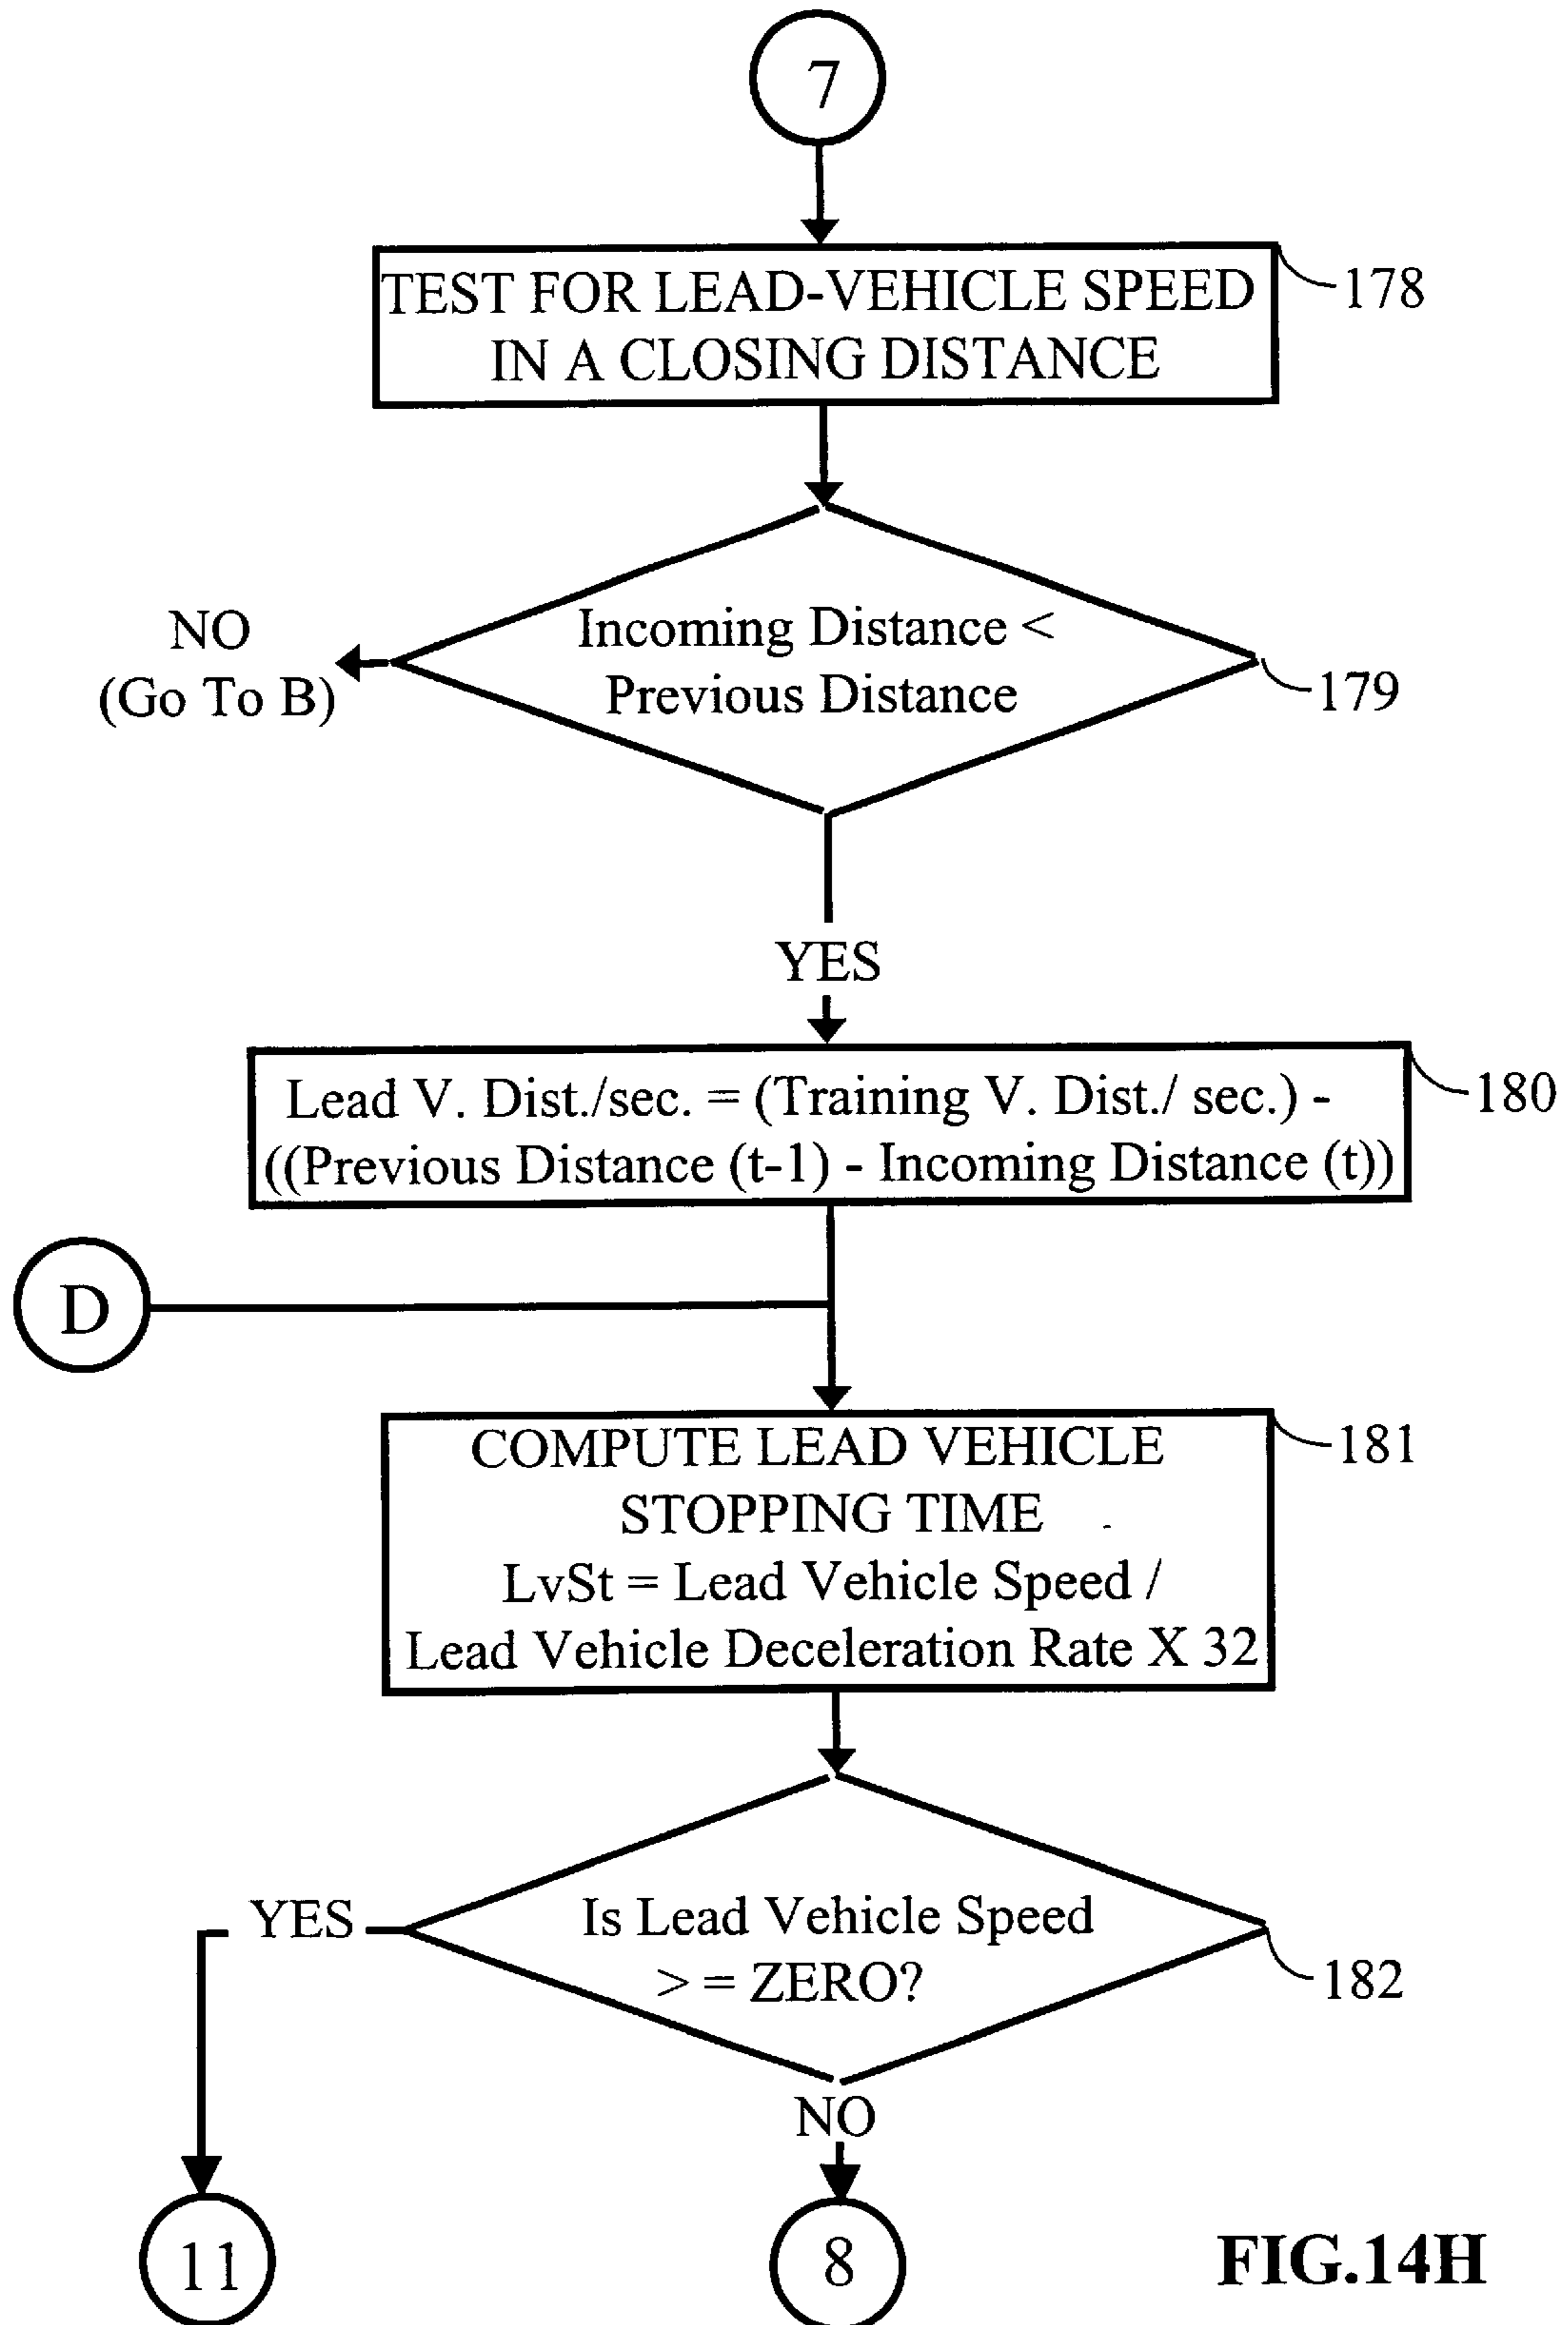 7
TEST FOR LEAD-VEHICLE SPEED
IN A CLOSING DISTANCE
178
Incoming Distance <
Previous Distance
179
NO
(Go To B)
YES
Lead V. Dist./sec. = (Training V. Dist./ sec.) -
((Previous Distance (t-1) - Incoming Distance (t))
180
D
COMPUTE LEAD VEHICLE
STOPPING TIME
LvSt = Lead Vehicle Speed /
Lead Vehicle Deceleration Rate X 32
181
Is Lead Vehicle Speed
> = ZERO?
182
YES
NO
11
8
FIG.14H